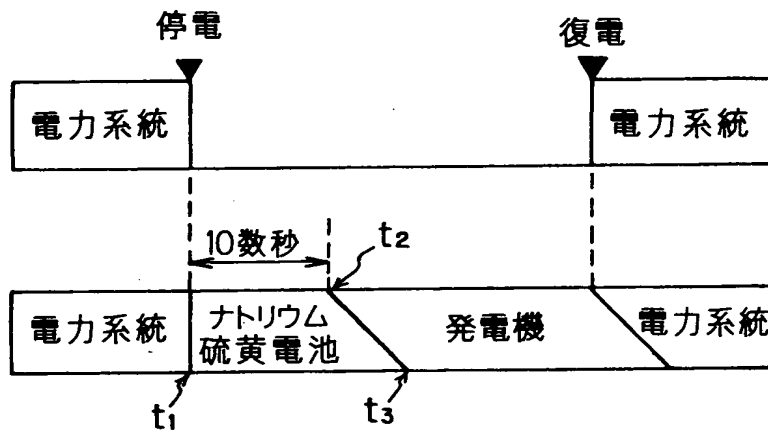 停電
復電
電力系統
電力系統
10数秒
t2
電力系統
ナトリウム
硫黄電池
発電機
電力系統
t1
t3